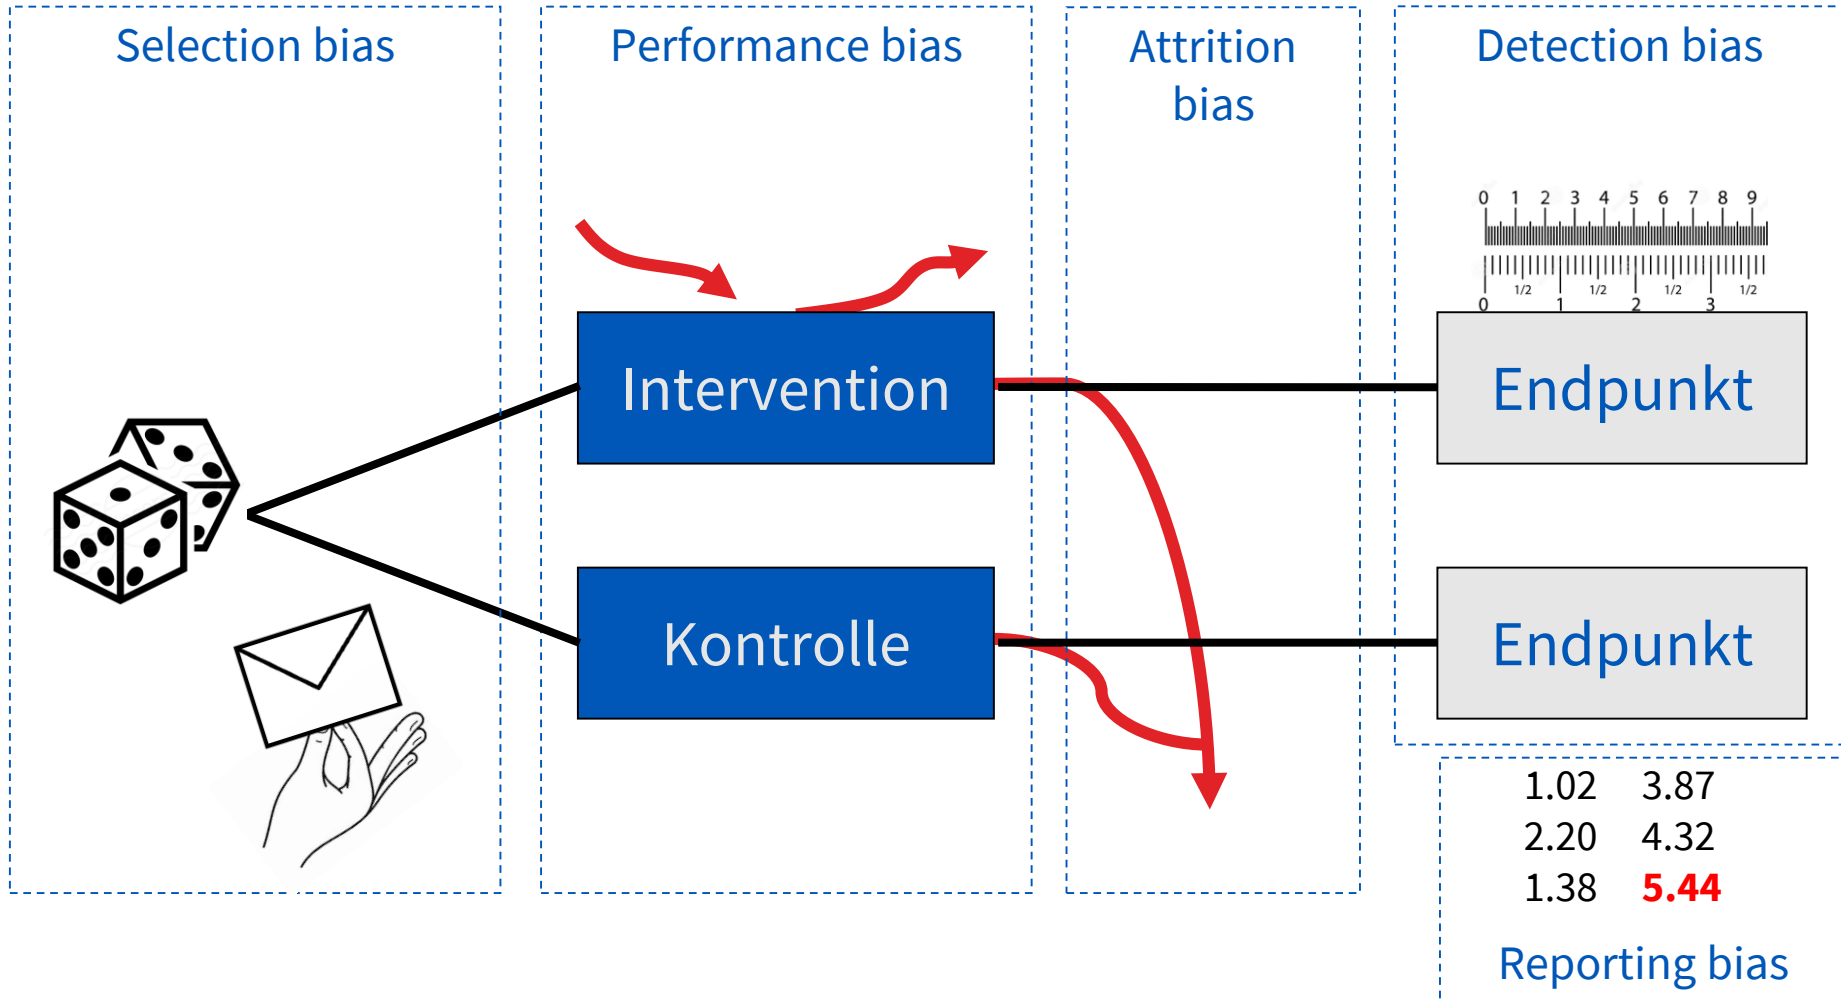 Selection bias
Performance bias
Attrition
bias
Detection bias
0 1 2 3 4 5 6 7 8 9
1/2 1/2 1/2 1/2
0 1 2 3
Intervention
Endpunkt
Kontrolle
Endpunkt
1.02 3.87
2.20 4.32
1.38 5.44
Reporting bias